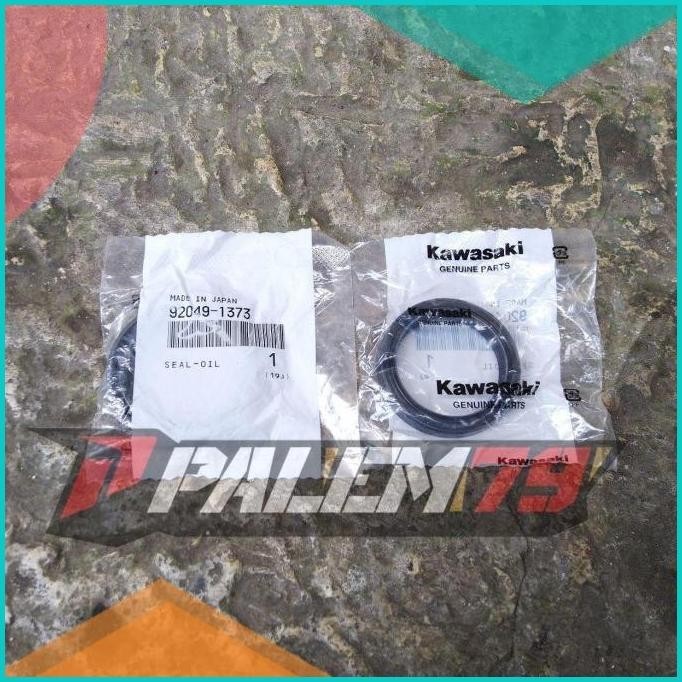 MADE IN JAPAN
92049-1373
SEAL-OIL
1
Kawasaki
GENUINE PARTS
Kawasaki
GENUINE PARTS
Kawasaki
PALEM79